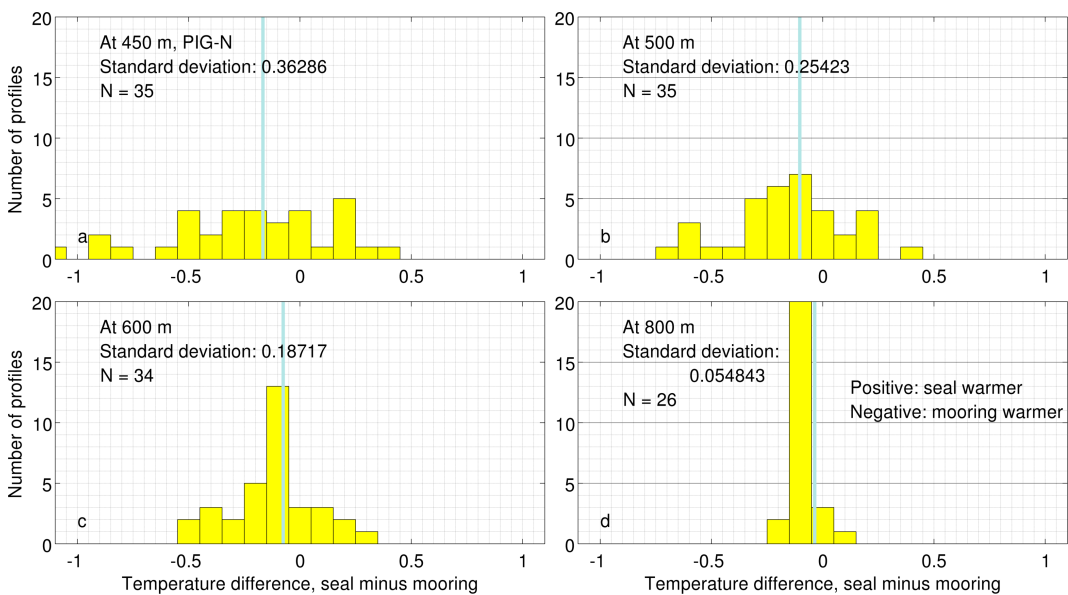 20
15
10
5
0
Number of profiles
At 450 m, PIG-N
Standard deviation: 0.36286
N = 35
a
-1
-0.5
0
0.5
1
20
15
10
5
0
At 500 m
Standard deviation: 0.25423
N = 35
b
-1
-0.5
0
0.5
1
20
15
10
5
0
Number of profiles
At 600 m
Standard deviation: 0.18717
N = 34
c
-1
-0.5
0
0.5
1
Temperature difference, seal minus mooring
20
15
10
5
0
At 800 m
Standard deviation:
0.054843
N = 26
Positive: seal warmer
Negative: mooring warmer
d
-1
-0.5
0
0.5
1
Temperature difference, seal minus mooring